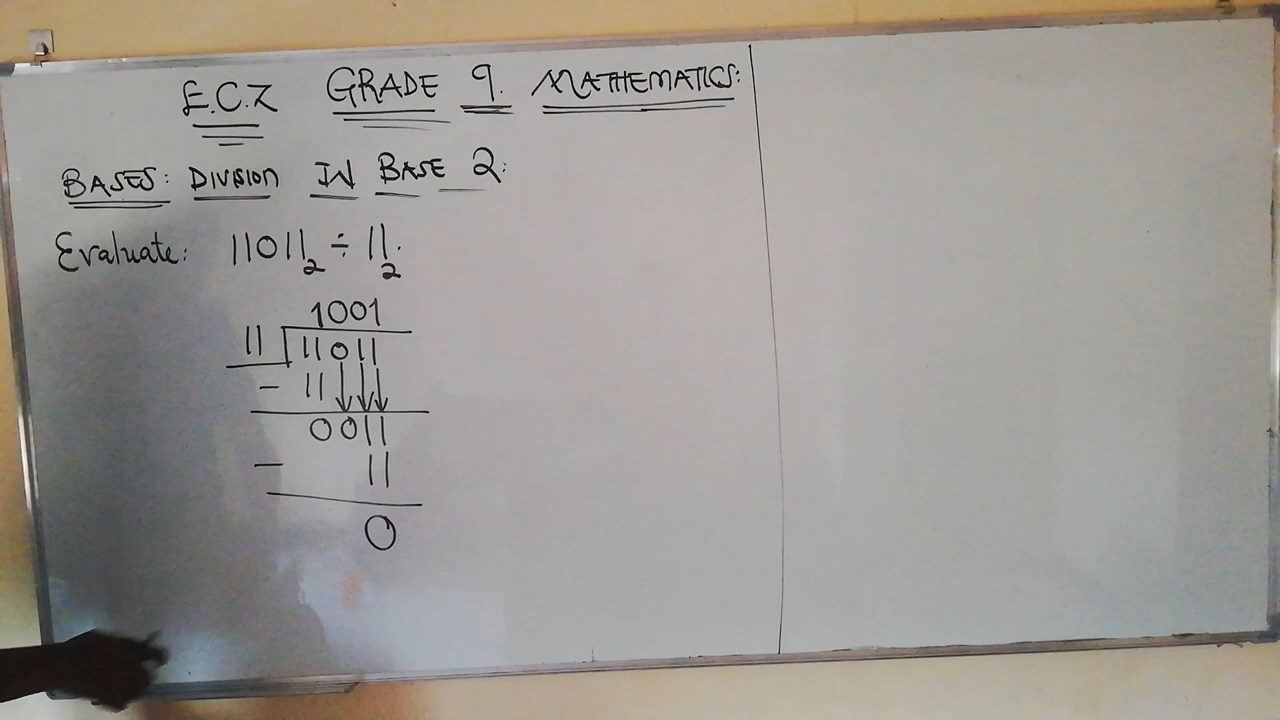 E.C.Z GRADE 9. MATHEMATICS:
BASES: DIVISION IN BASE 2:
Evaluate: 11011₂ ÷ 11₂.
1001
11 11011
- 11
0011
- 11
0